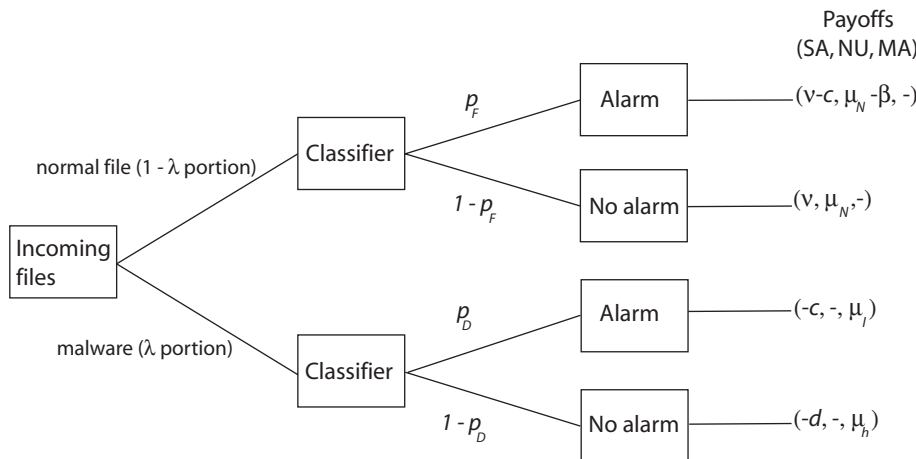 Payoffs
(SA, NU, MA)
p_F
Alarm
(ν-c, μ_N -β, -)
normal file (1 - λ portion)
Classifier
1 - p_F
No alarm
(ν, μ_N,-)
Incoming
files
p_D
Alarm
(-c, -, μ_l)
malware (λ portion)
Classifier
1 - p_D
No alarm
(-d, -, μ_h)